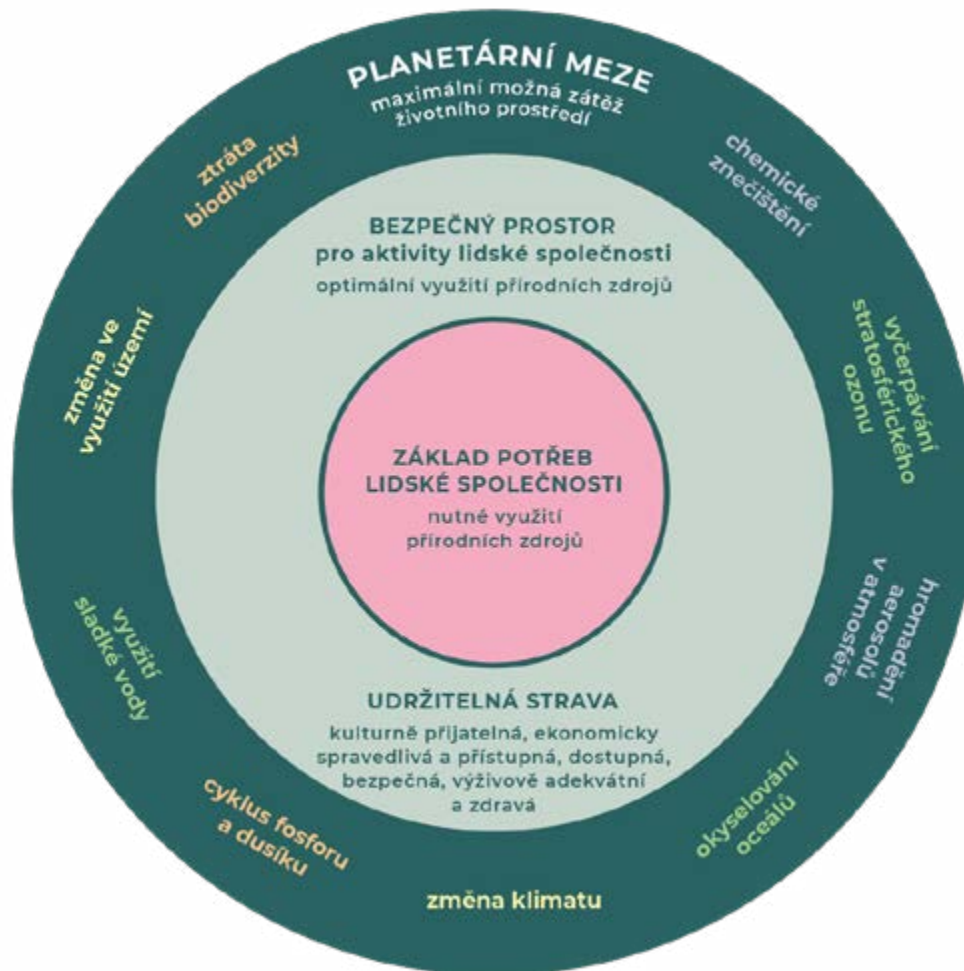 PLANETÁRNÍ MEZE
maximální možná zátěž
životního prostředí
ztráta
biodiverzity
chemické
znečištění
BEZPEČNÝ PROSTOR
pro aktivity lidské společnosti
optimální využití přírodních zdrojů
změna ve
využití území
vyčerpávání
stratosférického
ozonu
ZÁKLAD POTŘEB
LIDSKÉ SPOLEČNOSTI
nutné využití
přírodních zdrojů
využití
sladké vody
hromadění
aerosolů
v atmosféře
UDRŽITELNÁ STRAVA
kulturně přijatelná, ekonomicky
spravedlivá a přístupná, dostupná,
bezpečná, výživově adekvátní
a zdravá
cyklus fosforu
a dusíku
okyselování
oceálů
změna klimatu